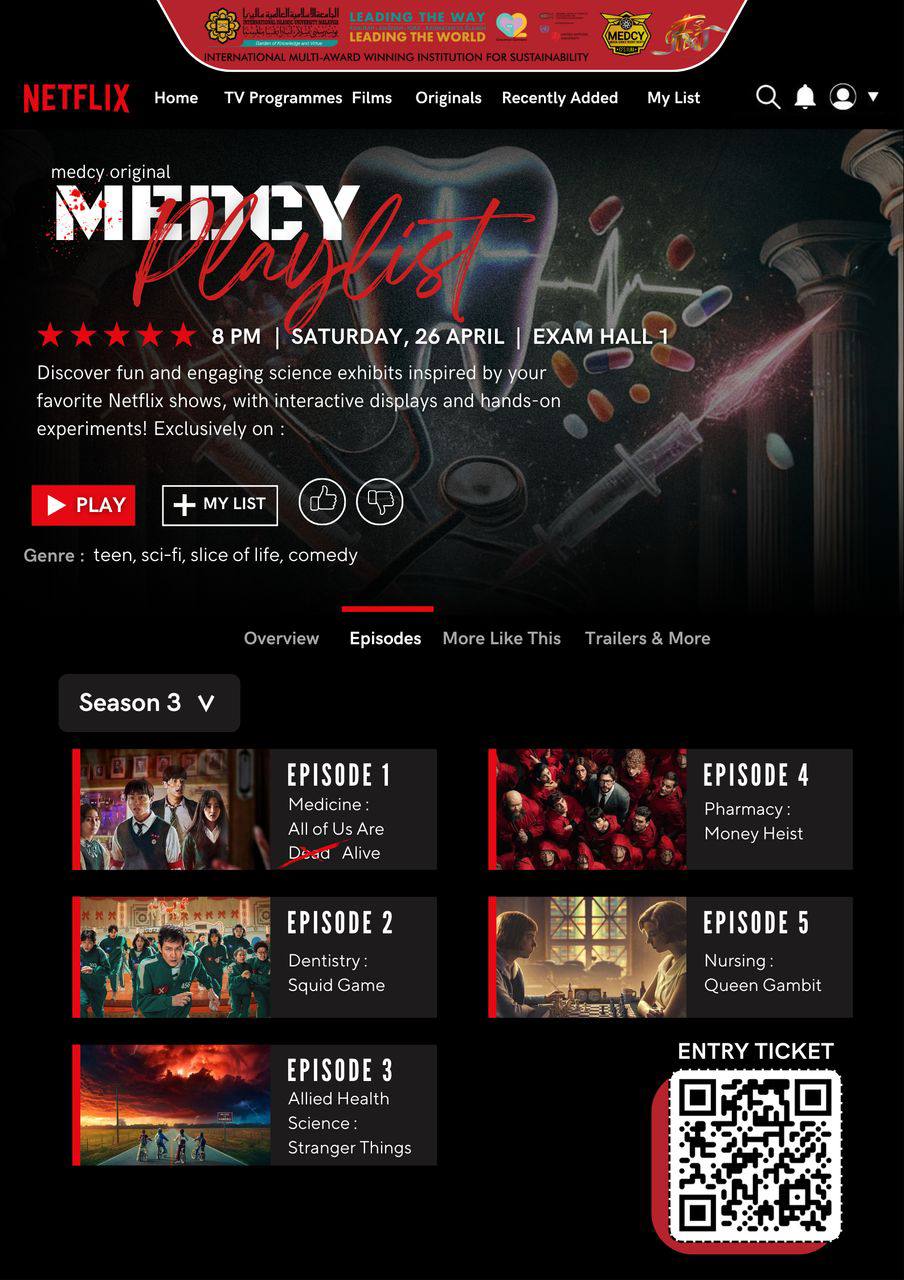 الجامعة الإسلامية العالمية ماليزيا
INTERNATIONAL ISLAMIC UNIVERSITY MALAYSIA
Garden of Knowledge and Virtue
LEADING THE WAY
LEADING THE WORLD
MEDCY
INTERNATIONAL MULTI-AWARD WINNING INSTITUTION FOR SUSTAINABILITY
NETFLIX Home TV Programmes Films Originals Recently Added My List
medcy original
MEDCY
Playlist
8 PM | SATURDAY, 26 APRIL | EXAM HALL 1
Discover fun and engaging science exhibits inspired by your
favorite Netflix shows, with interactive displays and hands-on
experiments! Exclusively on :
PLAY MY LIST
Genre : teen, sci-fi, slice of life, comedy
Overview Episodes More Like This Trailers & More
Season 3
EPISODE 1
Medicine :
All of Us Are
Dead Alive
EPISODE 2
Dentistry :
Squid Game
EPISODE 3
Allied Health
Science :
Stranger Things
EPISODE 4
Pharmacy :
Money Heist
EPISODE 5
Nursing :
Queen Gambit
ENTRY TICKET